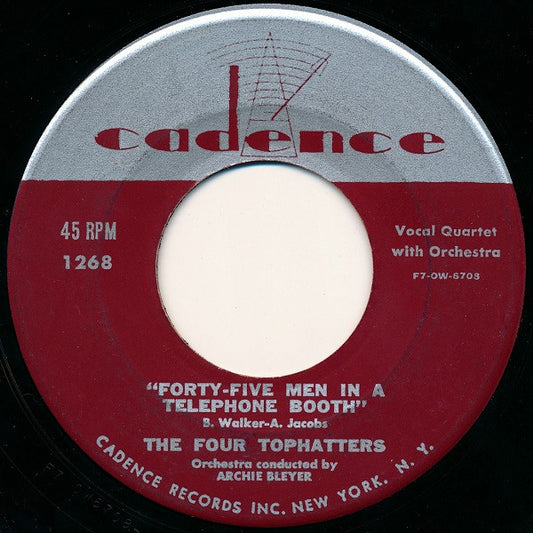 cadence
45 RPM
1268
Vocal Quartet
with Orchestra
F7-OW-6708
"FORTY-FIVE MEN IN A
TELEPHONE BOOTH"
B. Walker-A. Jacobs
THE FOUR TOPHATTERS
Orchestra conducted by
ARCHIE BLEYER
CADENCE RECORDS INC. NEW YORK, N. Y.